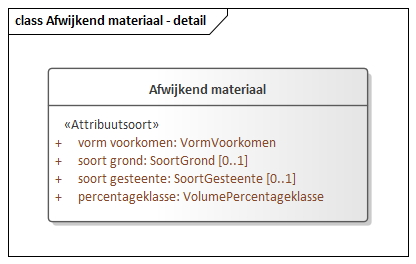 class Afwijkend materiaal - detail
Afwijkend materiaal
«Attribuutsoort»
+ vorm voorkomen: VormVoorkomen
+ soort grond: SoortGrond [0..1]
+ soort gesteente: SoortGesteente [0..1]
+ percentageklasse: VolumePercentageklasse